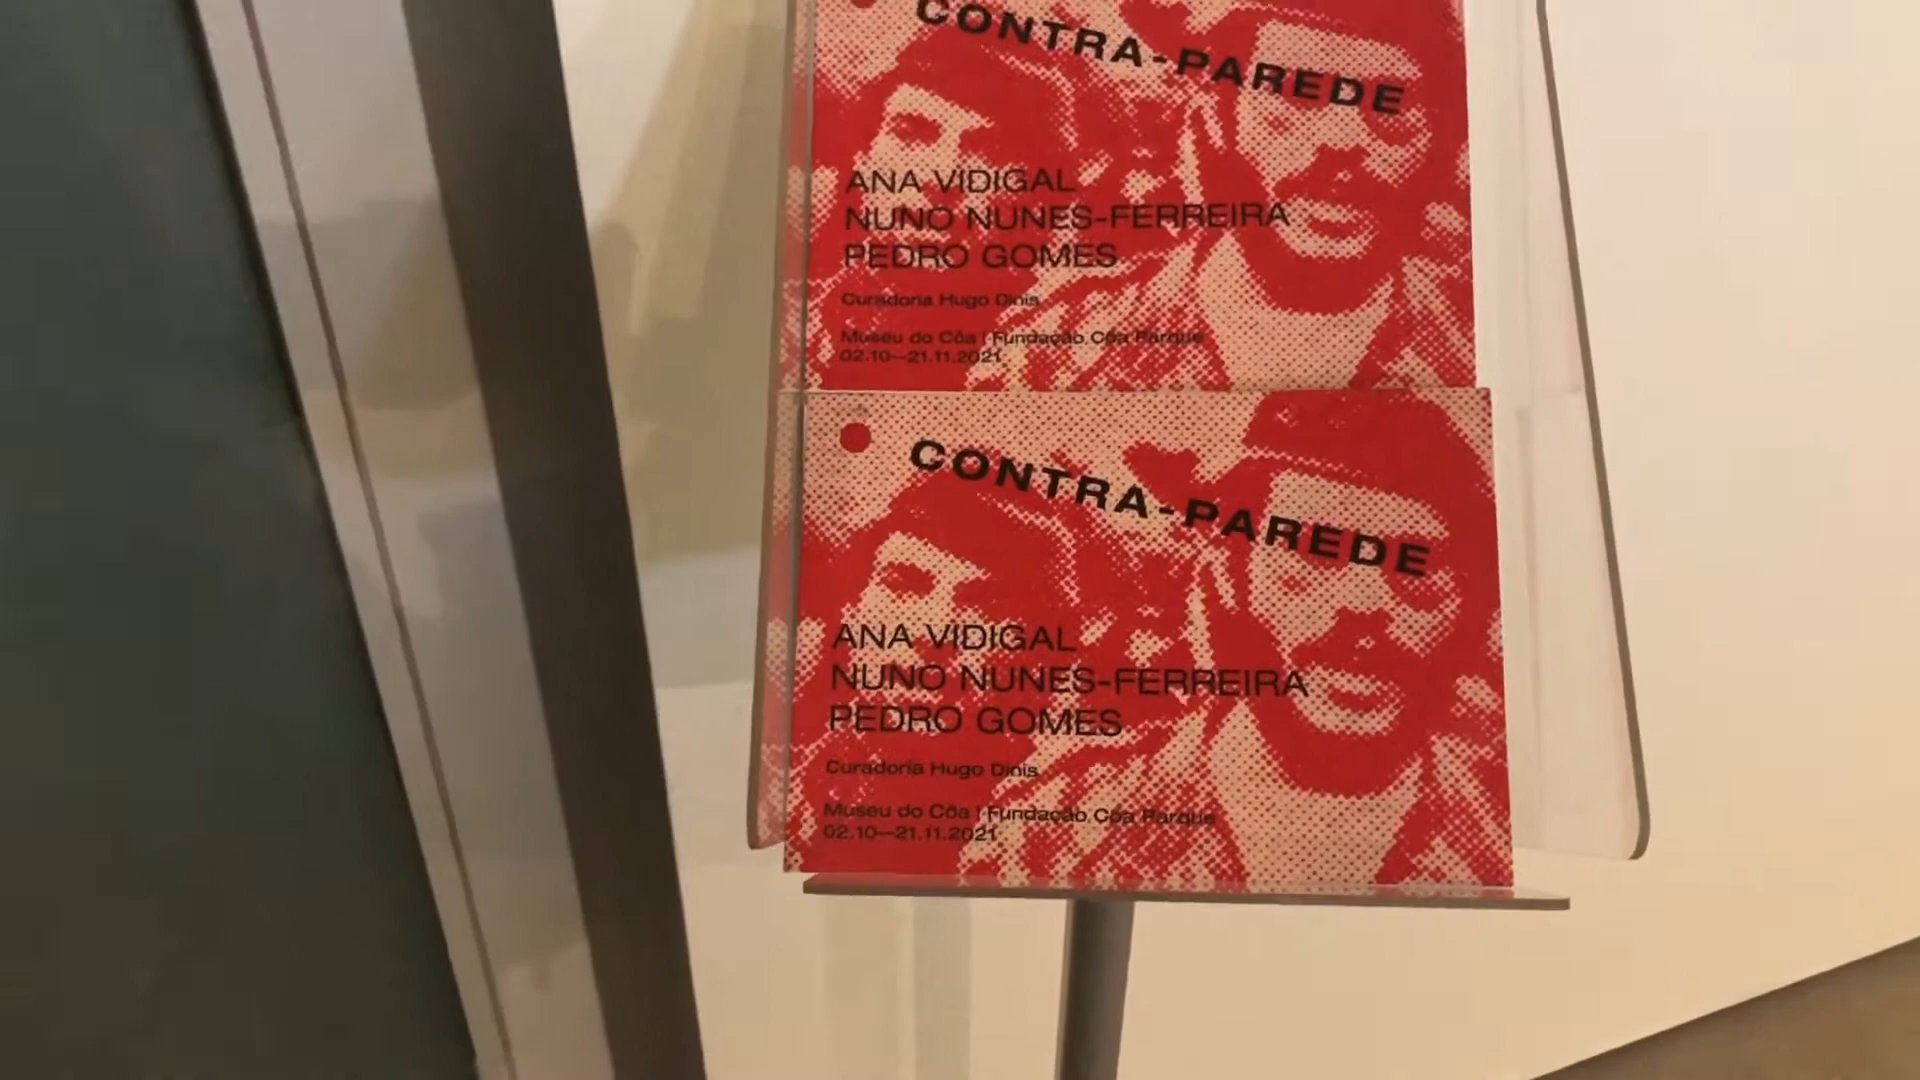 CONTRA-PAREDE
ANA VIDIGAL
NUNO NUNES-FERREIRA
PEDRO GOMES
Curadoria Hugo Dinis
Museu do Côa | Fundação Côa Parque
02.10—21.11.2021
CONTRA-PAREDE
ANA VIDIGAL
NUNO NUNES-FERREIRA
PEDRO GOMES
Curadoria Hugo Dinis
Museu do Côa | Fundação Côa Parque
02.10—21.11.2021